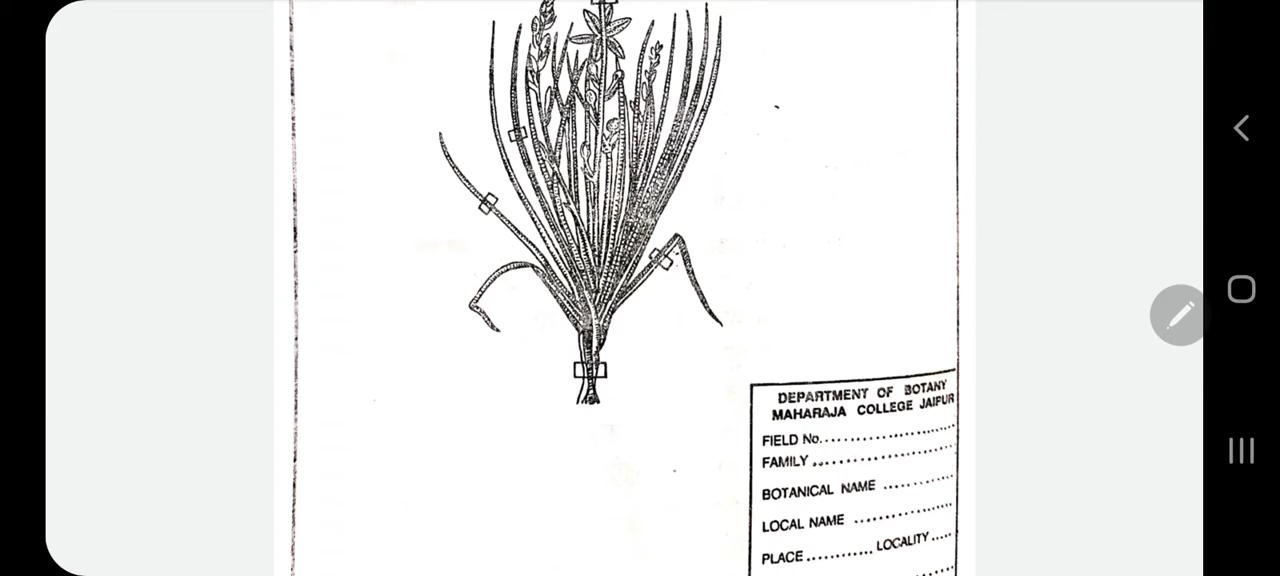 DEPARTMENT OF BOTANY
MAHARAJA COLLEGE JAIPUR
FIELD No....................
FAMILY ....................
BOTANICAL NAME ..........
LOCAL NAME ...............
PLACE ........... LOCALITY .....